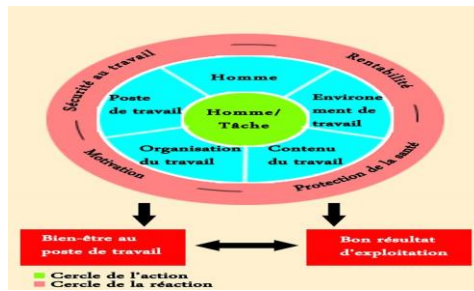 Sécurité au travail
Rentabilité
Homme
Poste
de travail
Environe
ment de
travail
Homme/
Tâche
Organisation
du travail
Contenu
du travail
Motivation
Protection de la santé
Bien-être au
poste de travail
Bon résultat
d'exploitation
Cercle de l'action
Cercle de la réaction